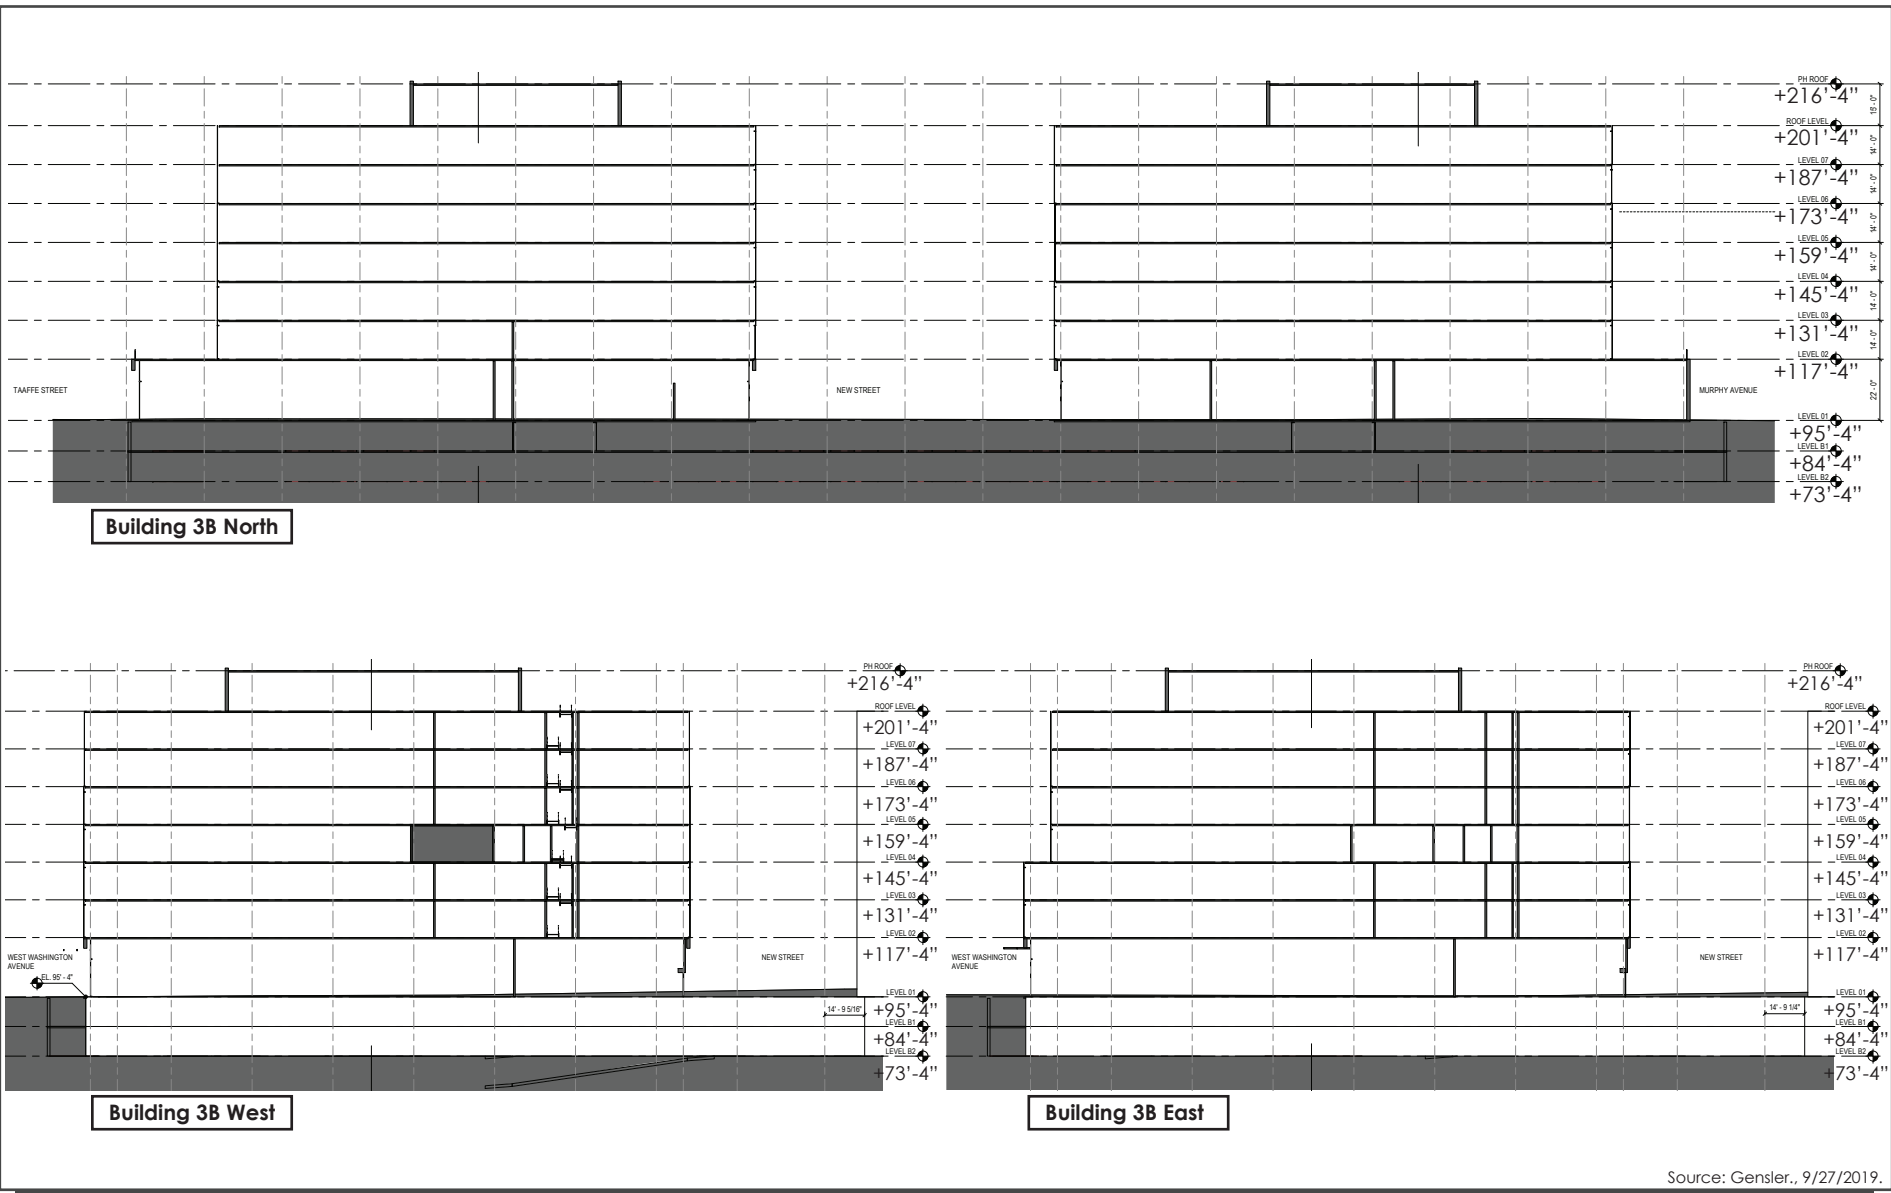 PH ROOF
+216'-4"
15' - 0"
ROOF LEVEL
+201'-4"
14' - 0"
LEVEL 07
+187'-4"
14' - 0"
LEVEL 06
+173'-4"
14' - 0"
LEVEL 05
+159'-4"
14' - 0"
LEVEL 04
+145'-4"
14' - 0"
LEVEL 03
+131'-4"
14' - 0"
LEVEL 02
+117'-4"
TAAFFE STREET
NEW STREET
MURPHY AVENUE
22' - 0"
LEVEL 01
+95'-4"
LEVEL B1
+84'-4"
LEVEL B2
+73'-4"
Building 3B North
PH ROOF
+216'-4"
ROOF LEVEL
+201'-4"
LEVEL 07
+187'-4"
LEVEL 06
+173'-4"
LEVEL 05
+159'-4"
LEVEL 04
+145'-4"
LEVEL 03
+131'-4"
LEVEL 02
+117'-4"
WEST WASHINGTON
AVENUE
NEW STREET
EL. 95' - 4"
LEVEL 01
14' - 9 5/16"
+95'-4"
LEVEL B1
+84'-4"
LEVEL B2
+73'-4"
Building 3B West
PH ROOF
+216'-4"
ROOF LEVEL
+201'-4"
LEVEL 07
+187'-4"
LEVEL 06
+173'-4"
LEVEL 05
+159'-4"
LEVEL 04
+145'-4"
LEVEL 03
+131'-4"
LEVEL 02
+117'-4"
WEST WASHINGTON
AVENUE
NEW STREET
LEVEL 01
14' - 9 1/4"
+95'-4"
LEVEL B1
+84'-4"
LEVEL B2
+73'-4"
Building 3B East
Source: Gensler., 9/27/2019.